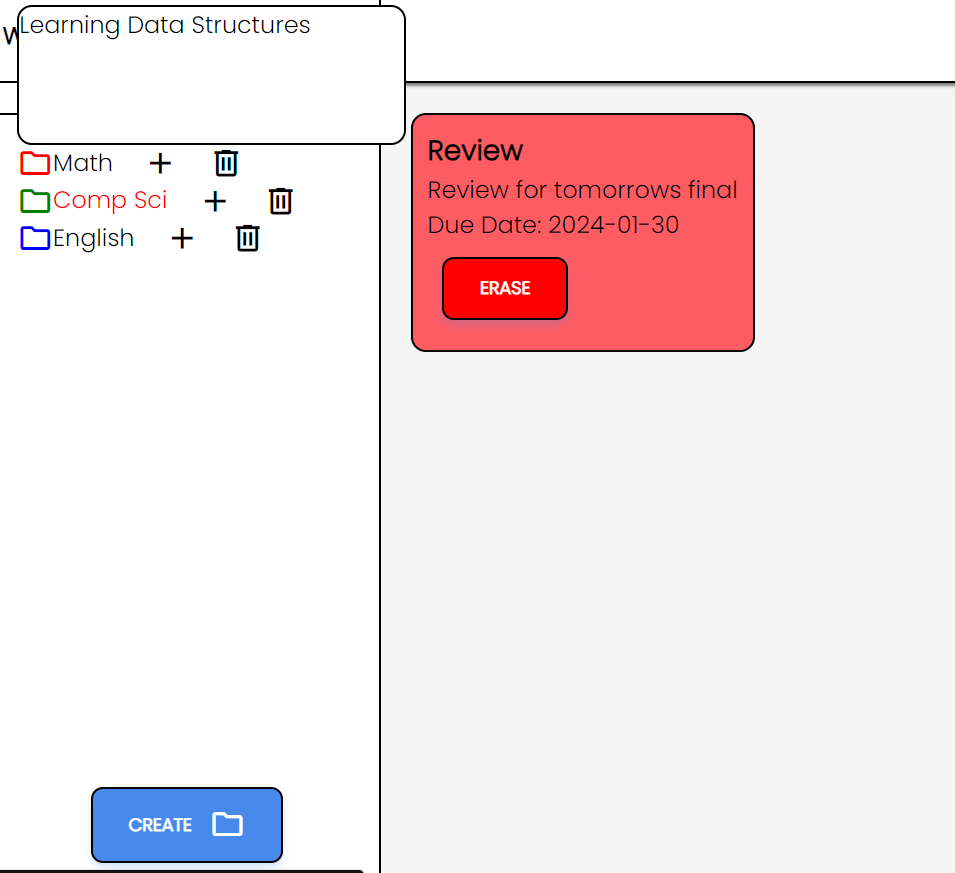 Learning Data Structures
Math
Comp Sci
English
Review
Review for tomorrows final
Due Date: 2024-01-30
ERASE
CREATE